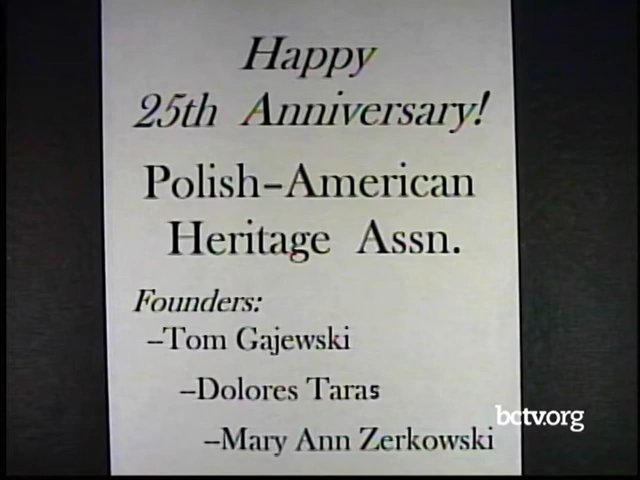 Happy
25th Anniversary!
Polish-American
Heritage Assn.
Founders:
-Tom Gajewski
-Dolores Taras
-Mary Ann Zerkowski
bctv.org